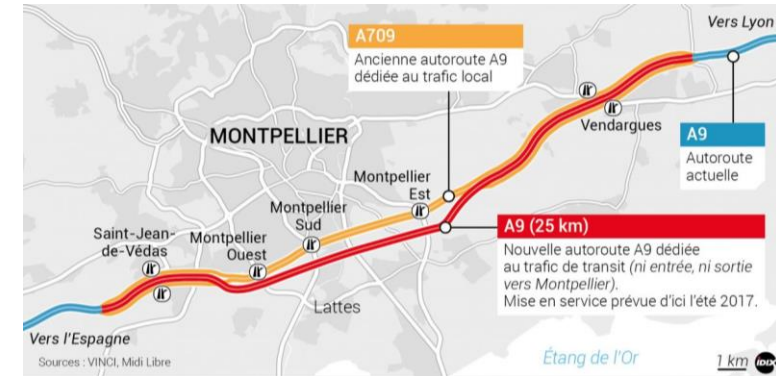 Vers Lyon
A709
Ancienne autoroute A9
dédiée au trafic local
MONTPELLIER
Vendargues
A9
Autoroute
actuelle
Montpellier
Est
Montpellier
Sud
Saint-Jean-
de-Védas
Montpellier
Ouest
A9 (25 km)
Nouvelle autoroute A9 dédiée
au trafic de transit (ni entrée, ni sortie
vers Montpellier).
Mise en service prévue d'ici l'été 2017.
Lattes
Vers l'Espagne
Sources : VINCI, Midi Libre
Étang de l'Or
1 km
IDIX